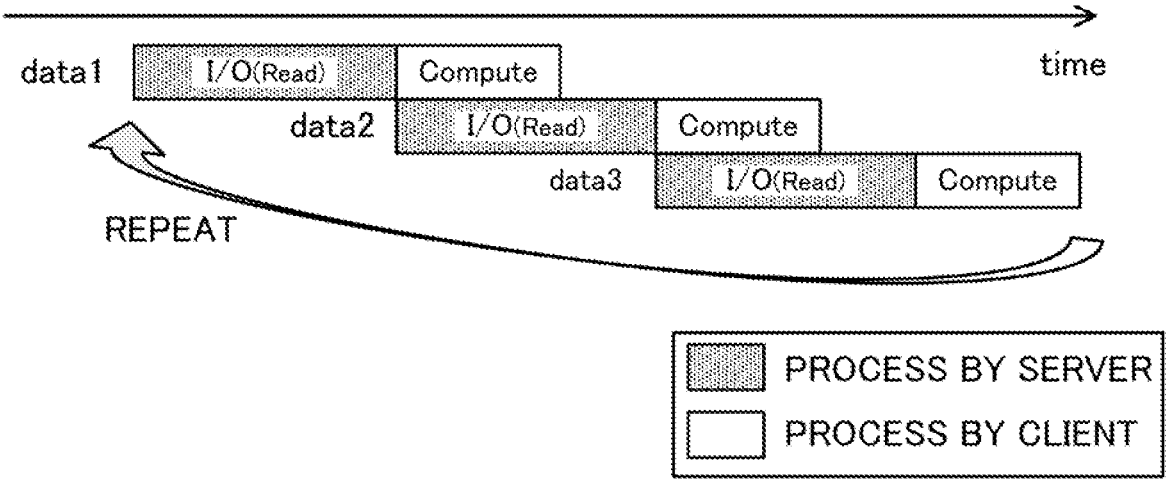 time
data1 I/O(Read) Compute
data2 I/O(Read) Compute
data3 I/O(Read) Compute
REPEAT
PROCESS BY SERVER
PROCESS BY CLIENT